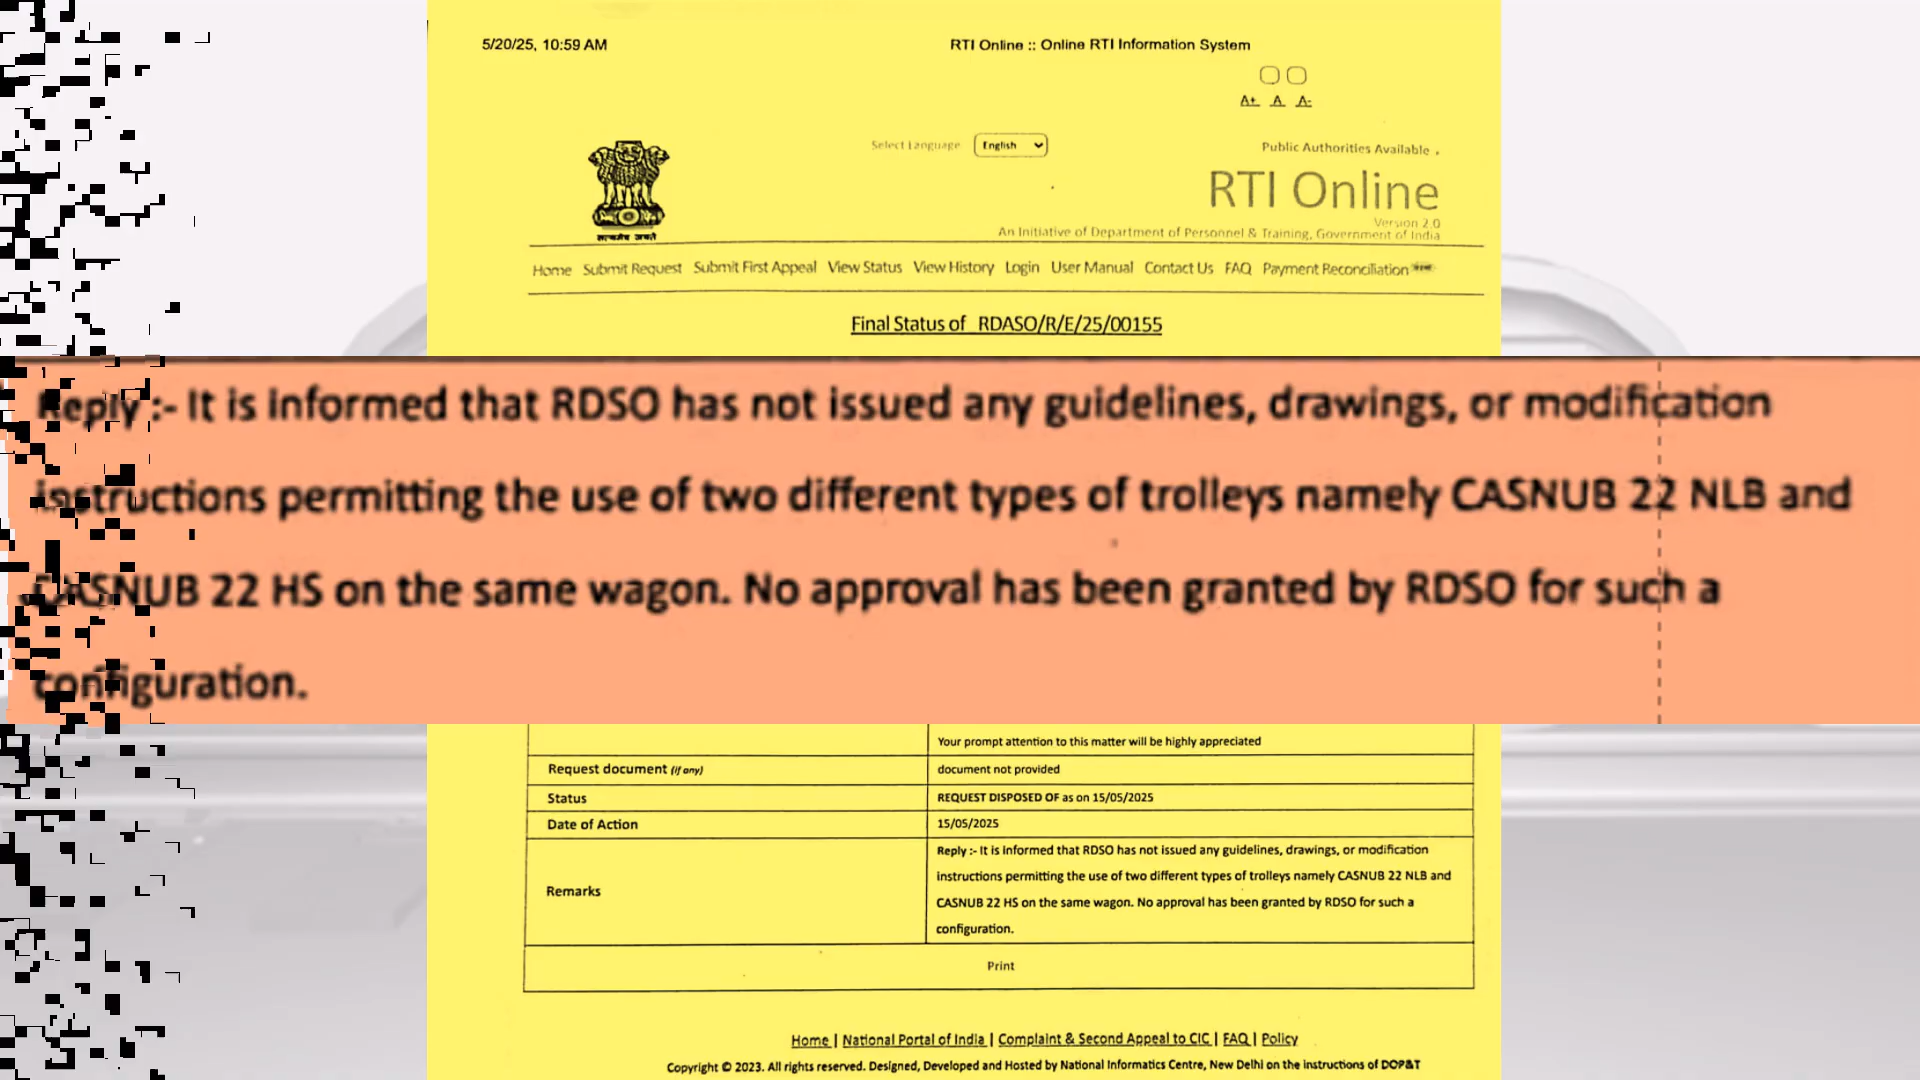 5/20/25, 10:59 AM
RTI Online :: Online RTI Information System
A+ A A-
Select Language English
Public Authorities Available
RTI Online
Version 2.0
An Initiative of Department of Personnel & Training, Government of India
सत्यमेव जयते
Home Submit Request Submit First Appeal View Status View History Login User Manual Contact Us FAQ Payment Reconciliation
Final Status of RDASO/R/E/25/00155
Reply :- It is informed that RDSO has not issued any guidelines, drawings, or modification
instructions permitting the use of two different types of trolleys namely CASNUB 22 NLB and
CASNUB 22 HS on the same wagon. No approval has been granted by RDSO for such a
configuration.
Your prompt attention to this matter will be highly appreciated
Request document (if any) document not provided
Status REQUEST DISPOSED OF as on 15/05/2025
Date of Action 15/05/2025
Remarks
Reply :- It is informed that RDSO has not issued any guidelines, drawings, or modification
instructions permitting the use of two different types of trolleys namely CASNUB 22 NLB and
CASNUB 22 HS on the same wagon. No approval has been granted by RDSO for such a
configuration.
Print
Home | National Portal of India | Complaint & Second Appeal to CIC | FAQ | Policy
Copyright © 2023. All rights reserved. Designed, Developed and Hosted by National Informatics Centre, New Delhi on the instructions of DOP&T